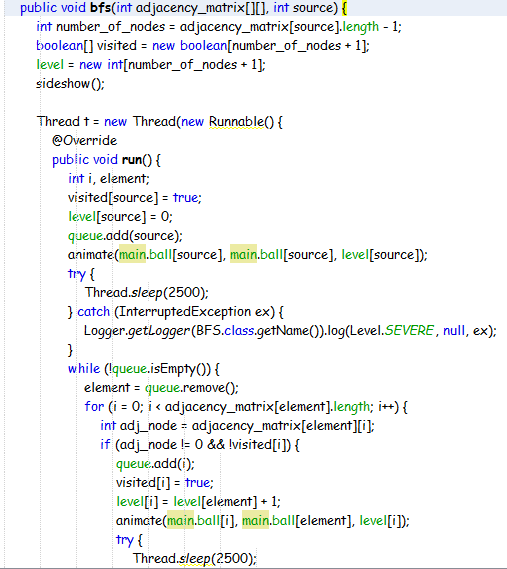 public void bfs(int adjacency_matrix[][], int source) {
int number_of_nodes = adjacency_matrix[source].length - 1;
boolean[] visited = new boolean[number_of_nodes + 1];
level = new int[number_of_nodes + 1];
sideshow();
Thread t = new Thread(new Runnable() {
@Override
public void run() {
int i, element;
visited[source] = true;
level[source] = 0;
queue.add(source);
animate(main.ball[source], main.ball[source], level[source]);
try {
Thread.sleep(2500);
} catch (InterruptedException ex) {
Logger.getLogger(BFS.class.getName()).log(Level.SEVERE, null, ex);
}
while (!queue.isEmpty()) {
element = queue.remove();
for (i = 0; i < adjacency_matrix[element].length; i++) {
int adj_node = adjacency_matrix[element][i];
if (adj_node != 0 && !visited[i]) {
queue.add(i);
visited[i] = true;
level[i] = level[element] + 1;
animate(main.ball[i], main.ball[element], level[i]);
try {
Thread.sleep(2500);